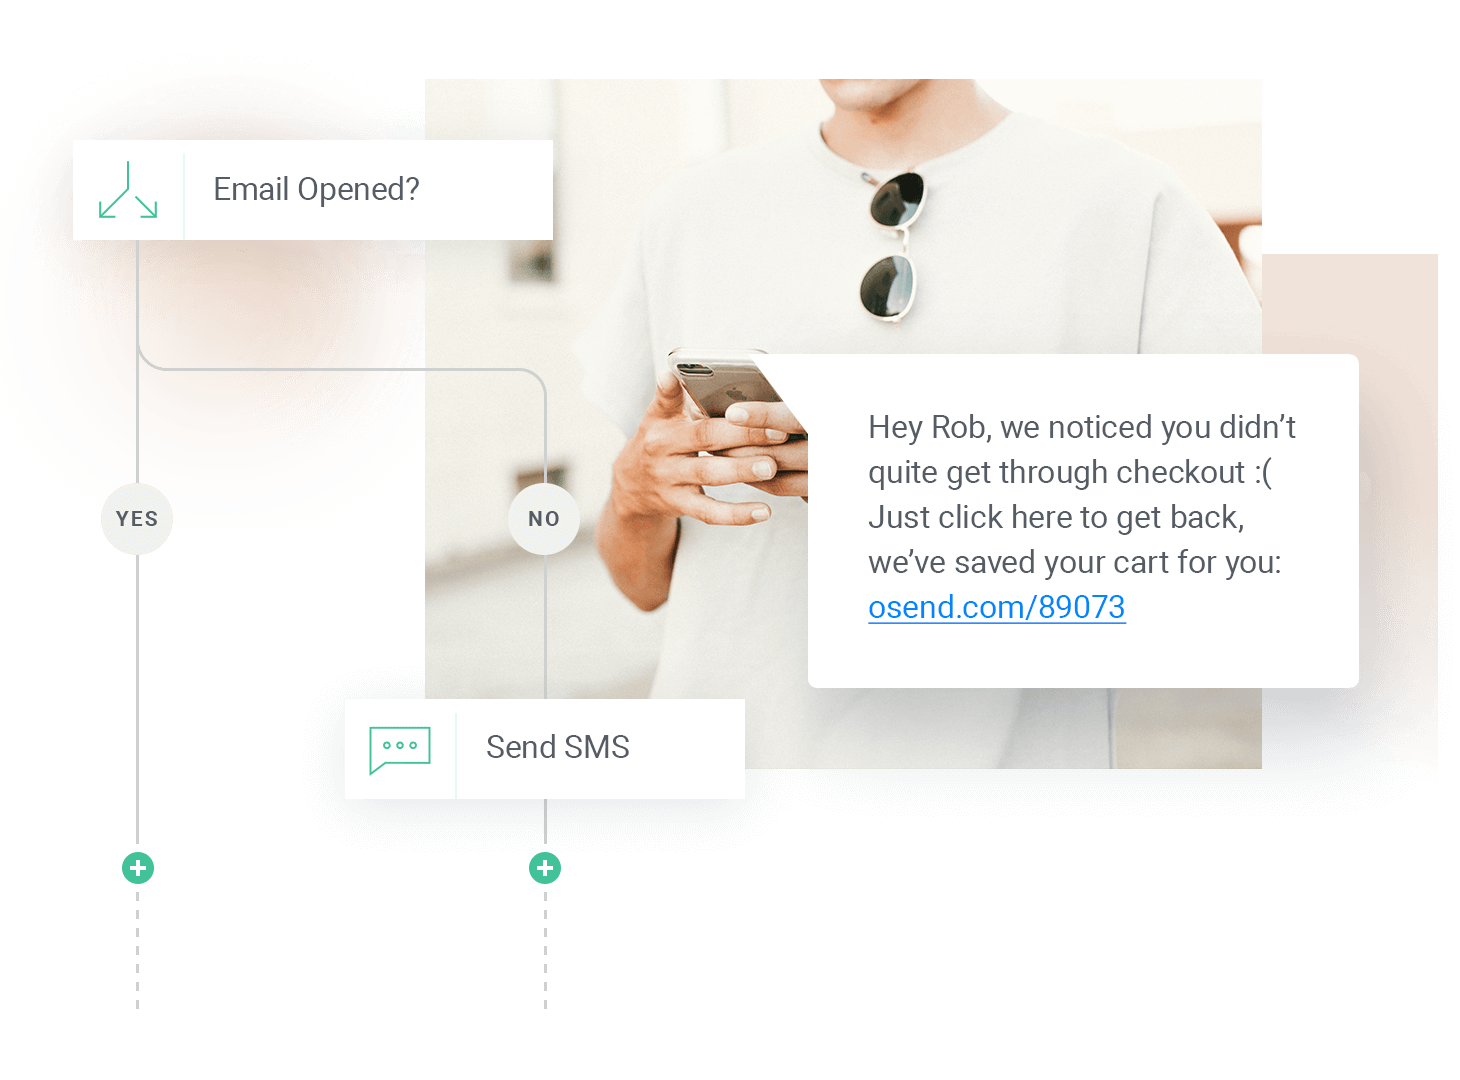 Email Opened?
YES
NO
Hey Rob, we noticed you didn’t
quite get through checkout :(
Just click here to get back,
we’ve saved your cart for you:
osend.com/89073
Send SMS